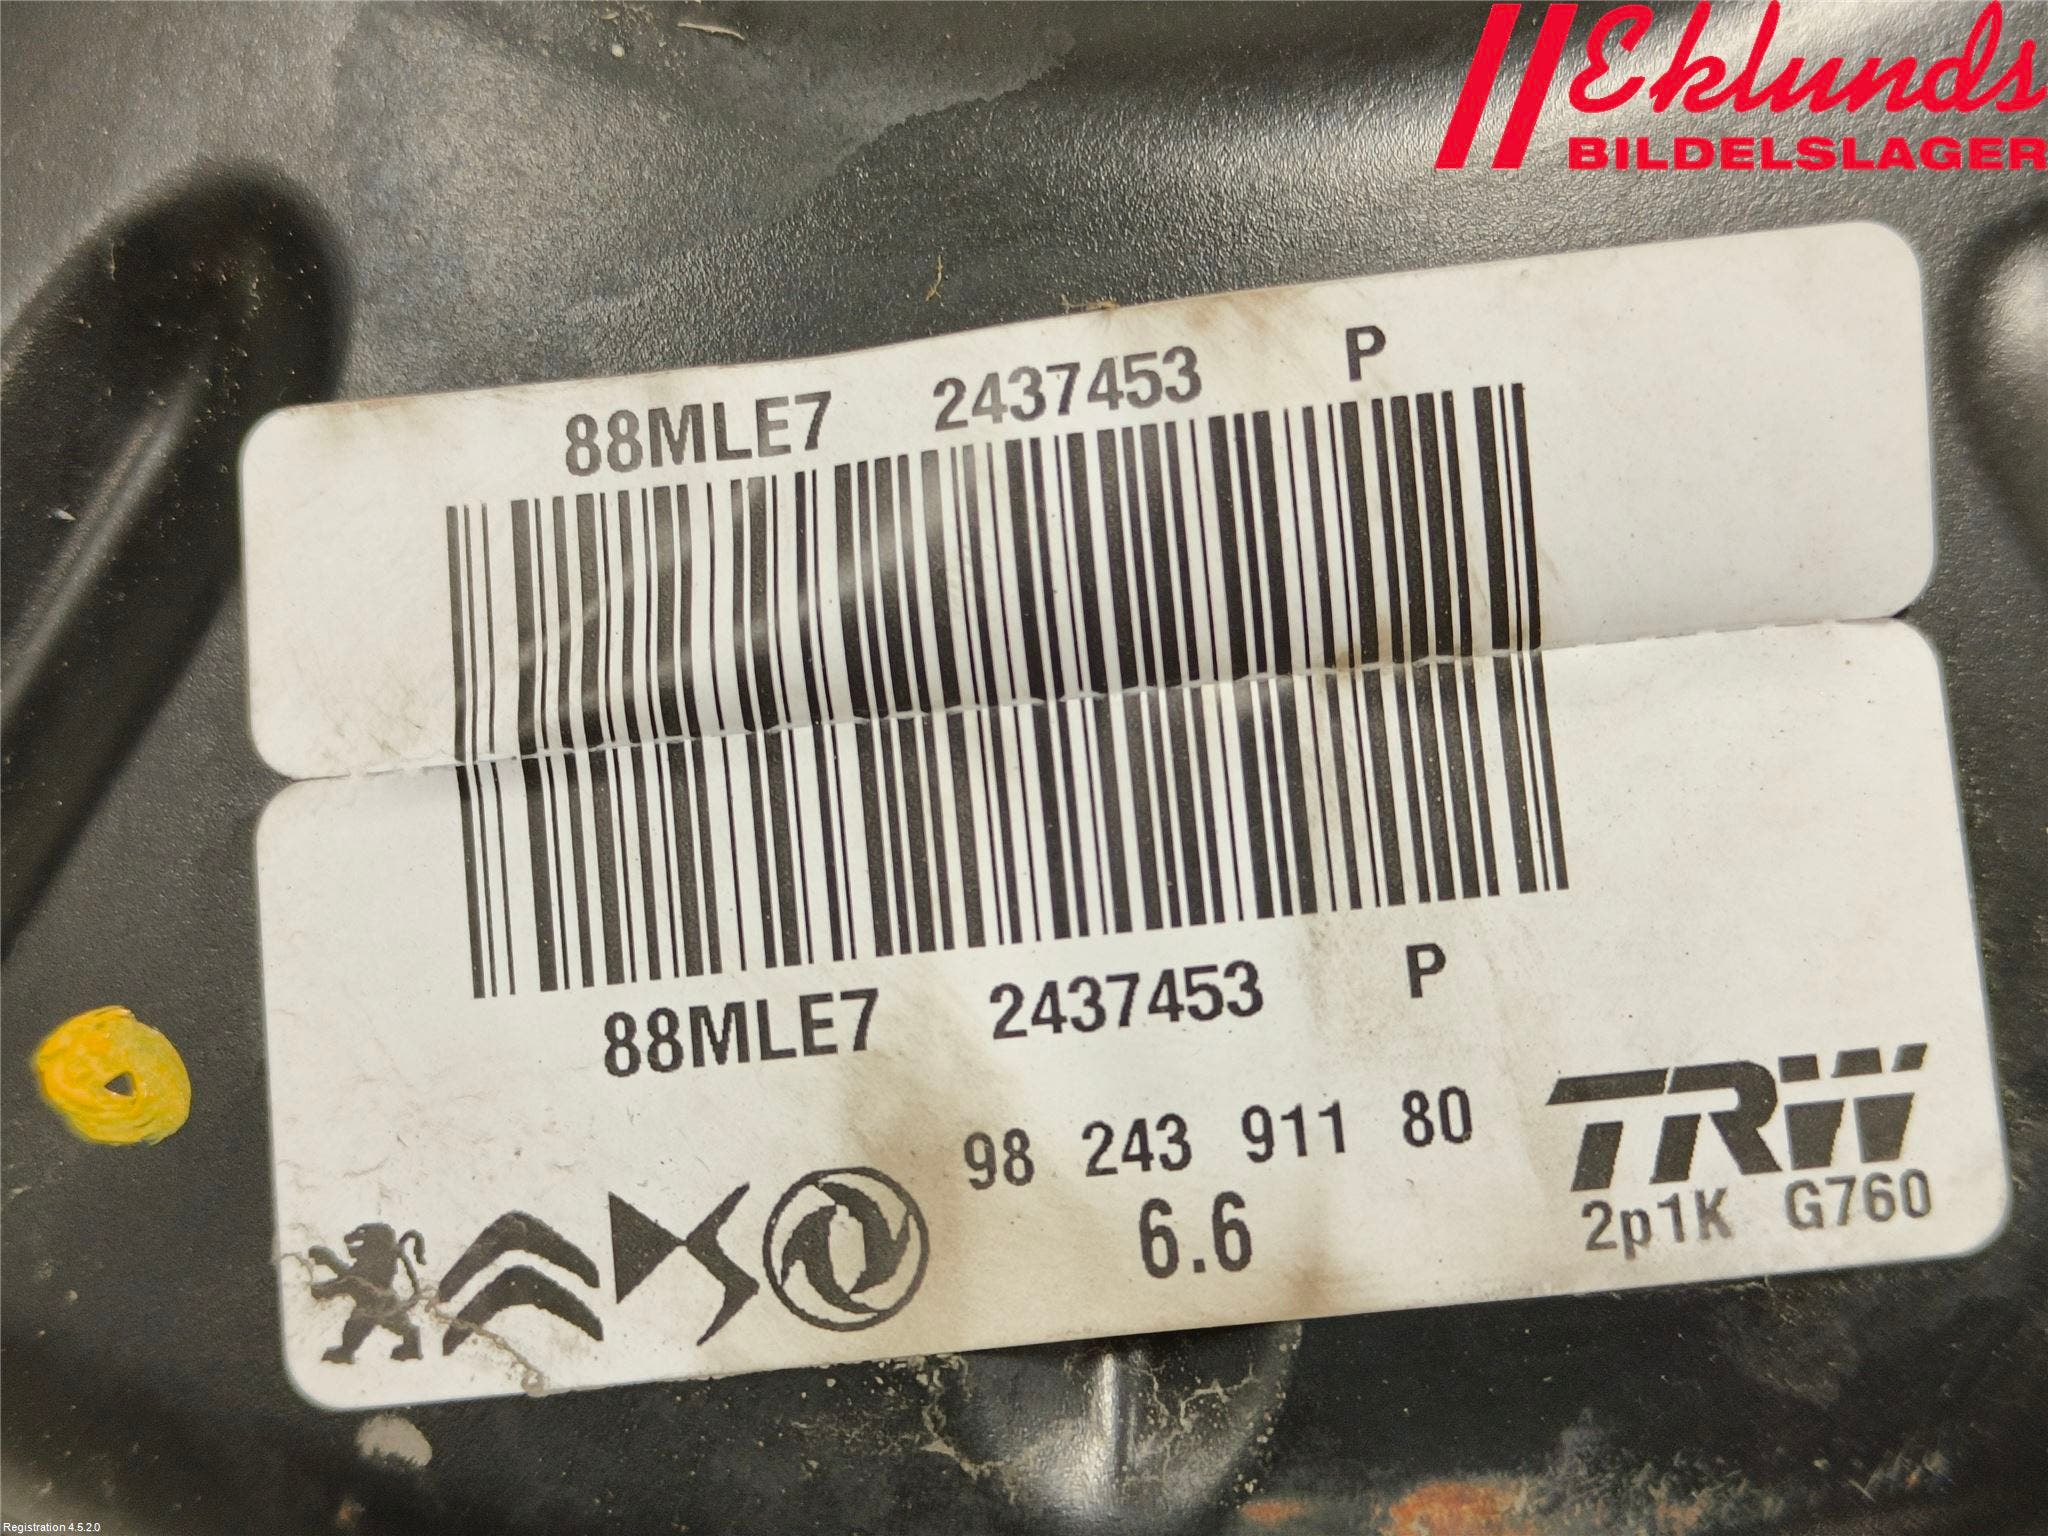 Eklunds
BILDELSLAGER
88MLE7 2437453 P
88MLE7 2437453 P
98 243 911 80
6.6
TRW
2p1K G760
Registration 4.5.2.0